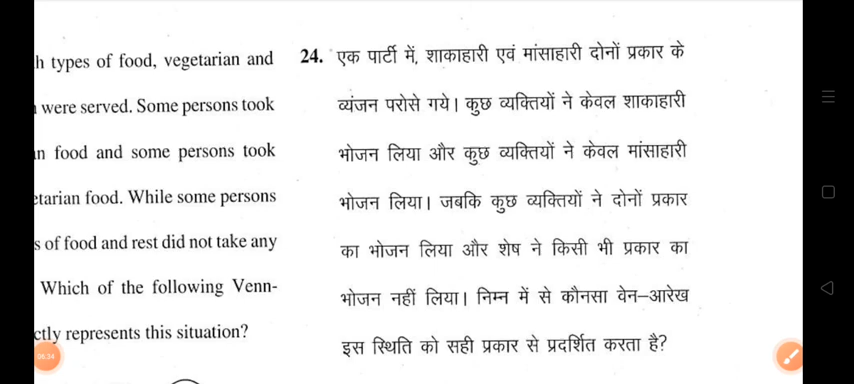 h types of food, vegetarian and
were served. Some persons took
n food and some persons took
etarian food. While some persons
s of food and rest did not take any
Which of the following Venn-
ctly represents this situation?
24. एक पार्टी में, शाकाहारी एवं मांसाहारी दोनों प्रकार के
व्यंजन परोसे गये। कुछ व्यक्तियों ने केवल शाकाहारी
भोजन लिया और कुछ व्यक्तियों ने केवल मांसाहारी
भोजन लिया। जबकि कुछ व्यक्तियों ने दोनों प्रकार
का भोजन लिया और शेष ने किसी भी प्रकार का
भोजन नहीं लिया। निम्न में से कौनसा वेन–आरेख
इस स्थिति को सही प्रकार से प्रदर्शित करता है?